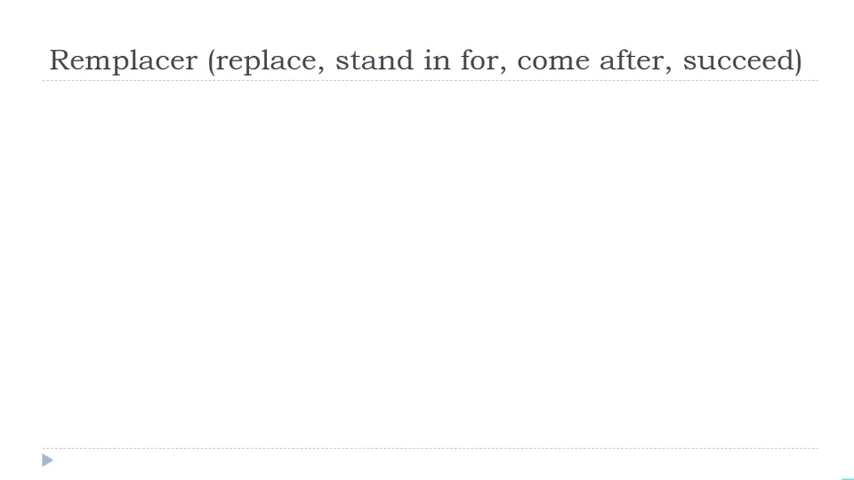 Remplacer (replace, stand in for, come after, succeed)